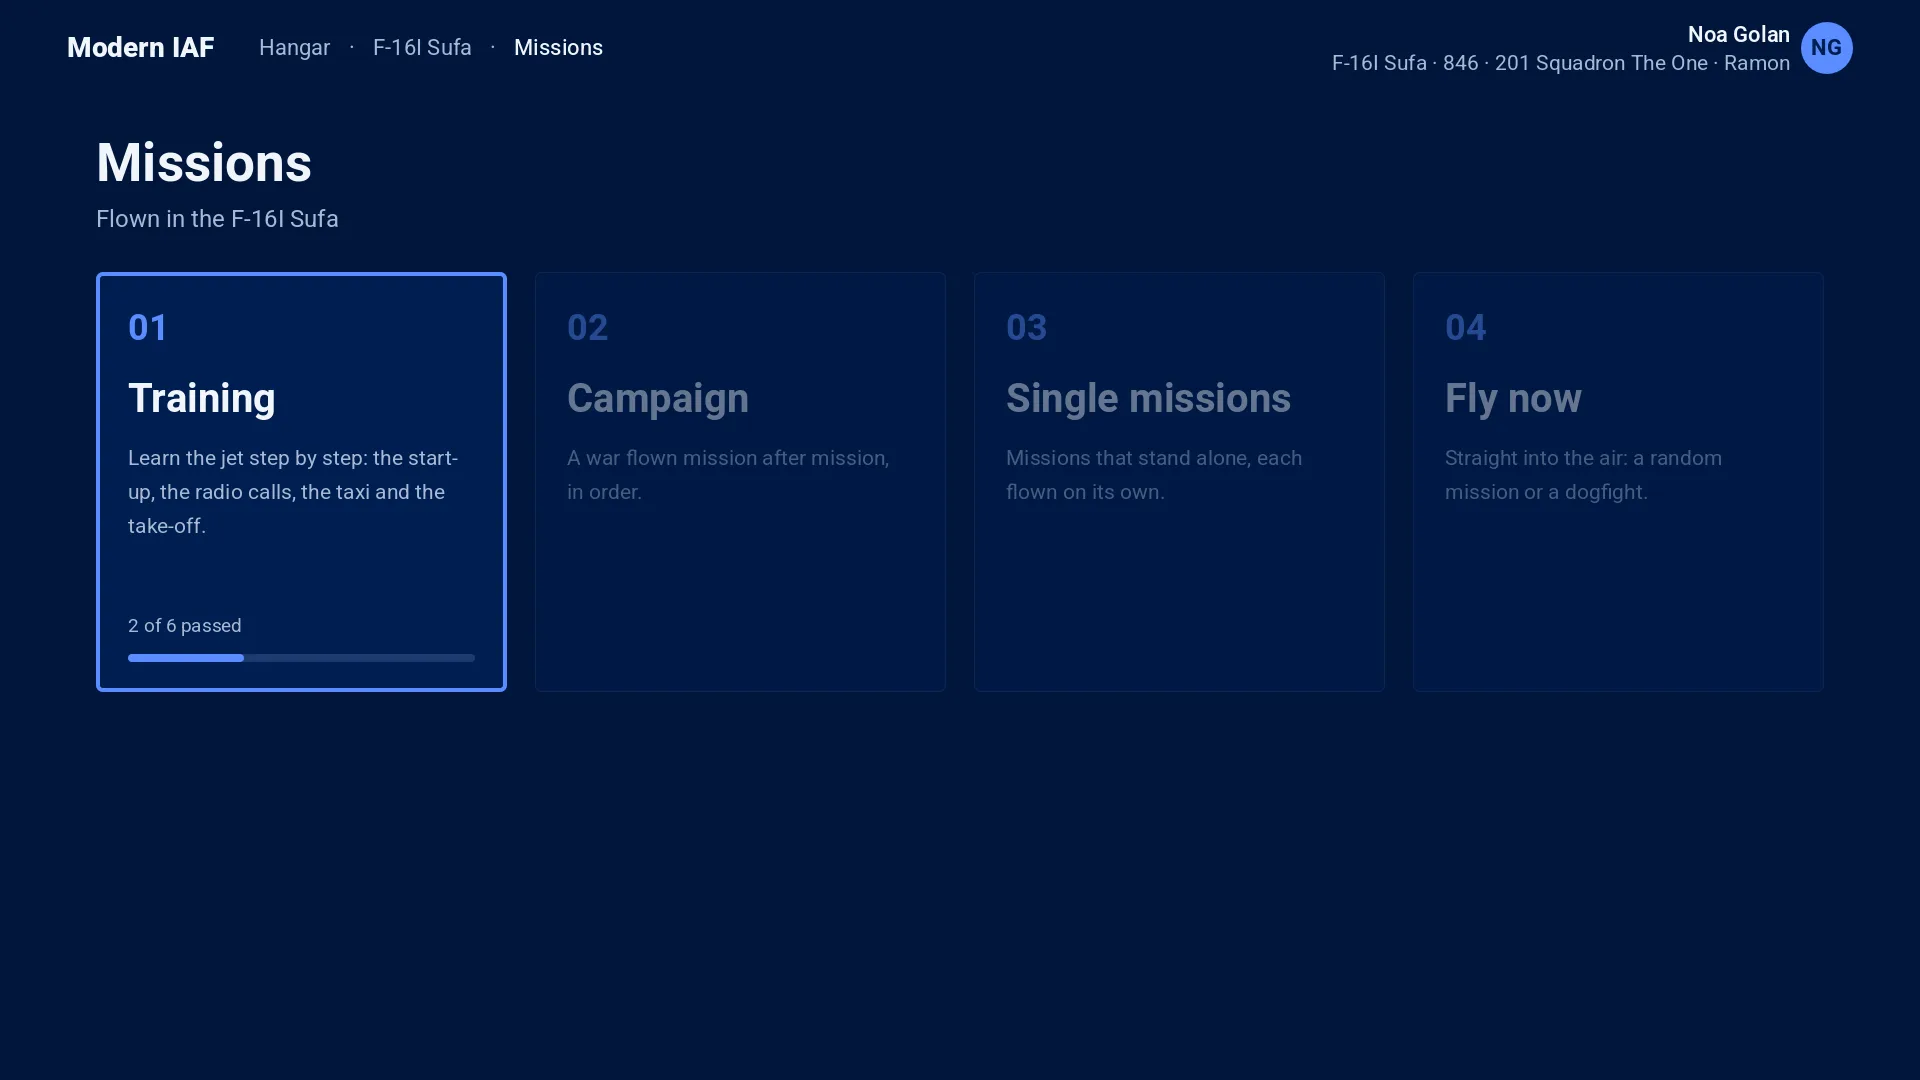 Modern IAF
Hangar · F-16I Sufa · Missions
Noa Golan
F-16I Sufa · 846 · 201 Squadron The One · Ramon
NG
Missions
Flown in the F-16I Sufa
01
Training
Learn the jet step by step: the start-
up, the radio calls, the taxi and the
take-off.
2 of 6 passed
02
Campaign
A war flown mission after mission,
in order.
03
Single missions
Missions that stand alone, each
flown on its own.
04
Fly now
Straight into the air: a random
mission or a dogfight.